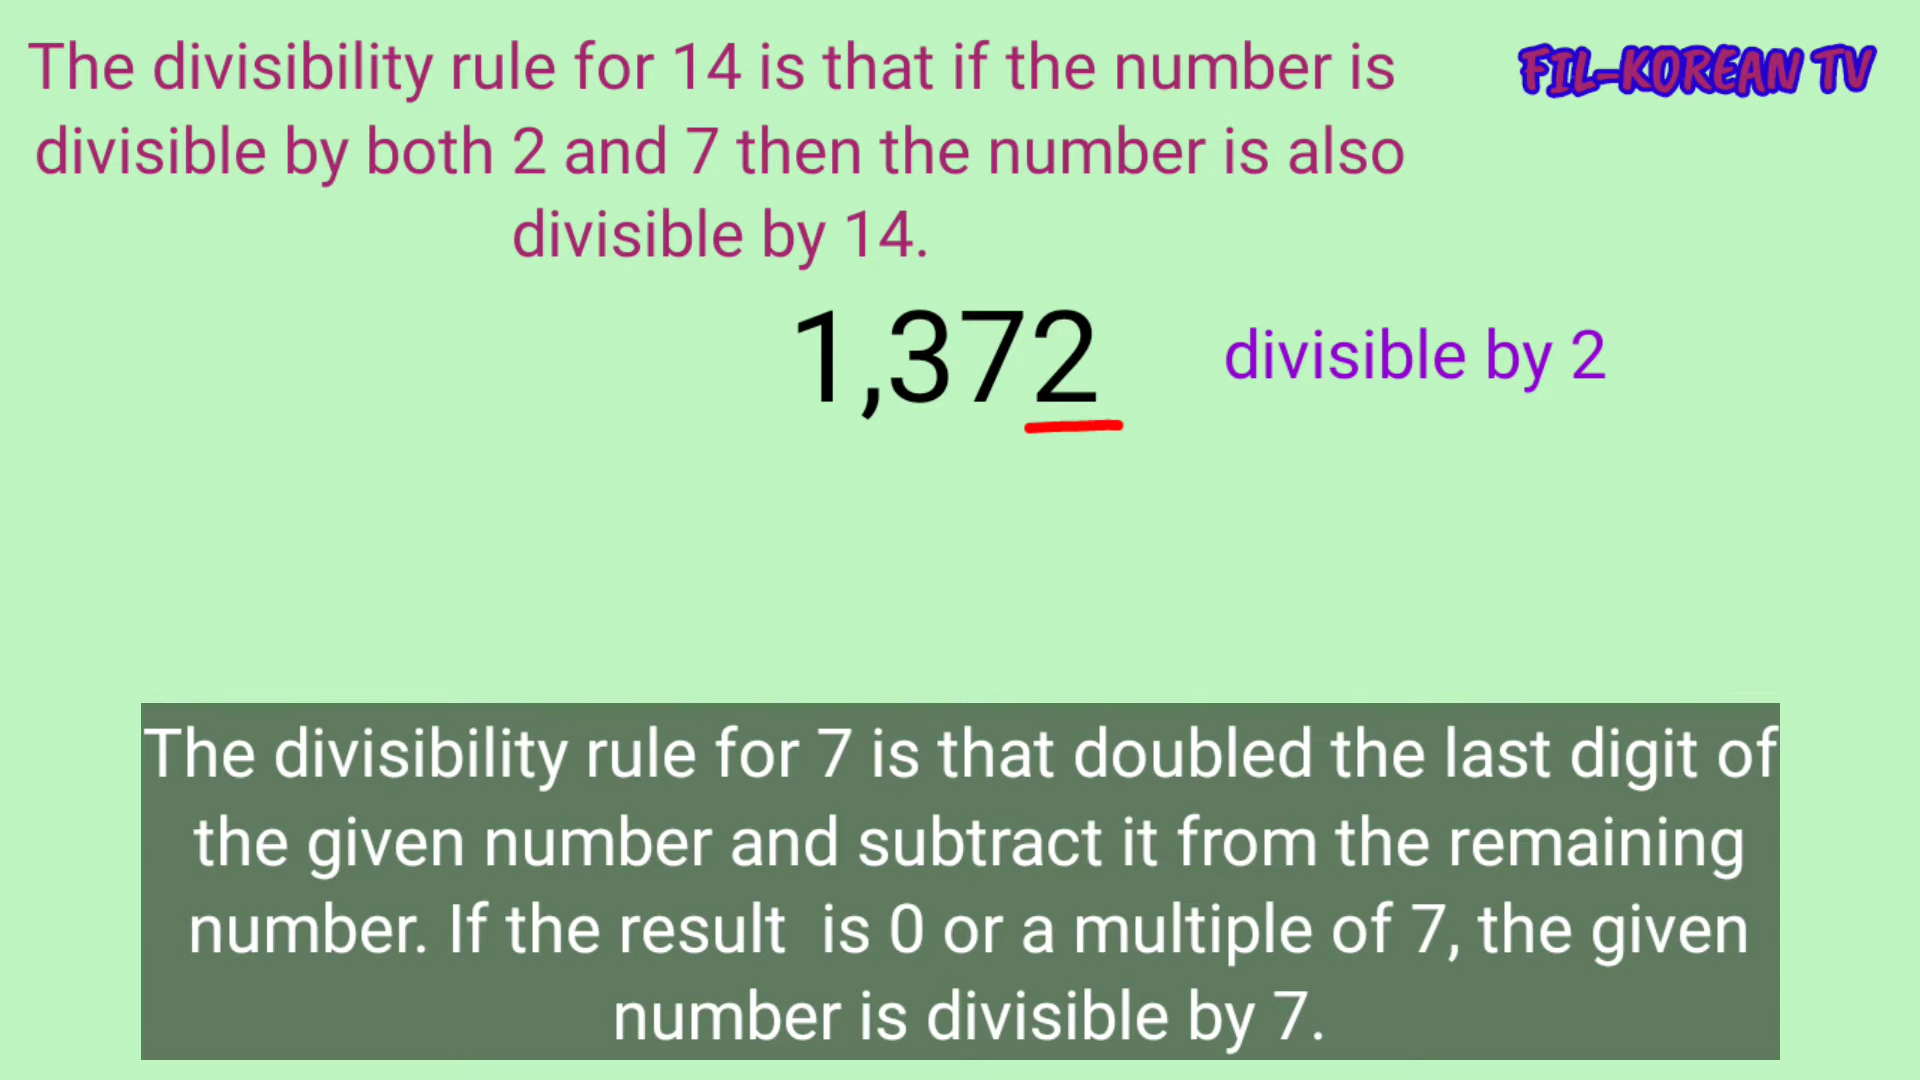 The divisibility rule for 14 is that if the number is
divisible by both 2 and 7 then the number is also
divisible by 14.
FIL-KOREAN TV
1,372
divisible by 2
The divisibility rule for 7 is that doubled the last digit of
the given number and subtract it from the remaining
number. If the result  is 0 or a multiple of 7, the given
number is divisible by 7.